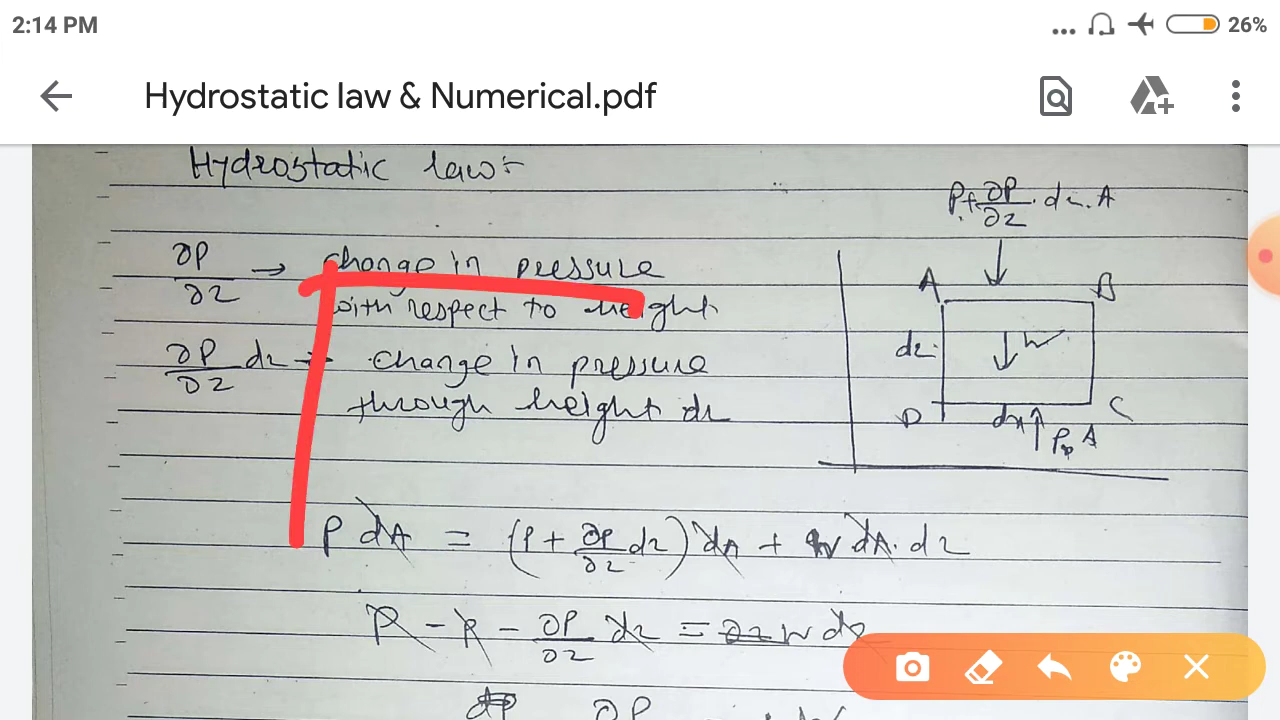 2:14 PM
... 26%
Hydrostatic law & Numerical.pdf
Hydrostatic law:-
P+ ∂P/∂z · dz. A
∂P/∂z → change in pressure
with respect to height
∂P/∂z dz → change in pressure
through height dz
A B
dz. ↓ W
D dx ↑ C
A
P dA = (P + ∂P/∂z dz) dA + W dA. dz
P - P - ∂P/∂z dz = W dz
∂P